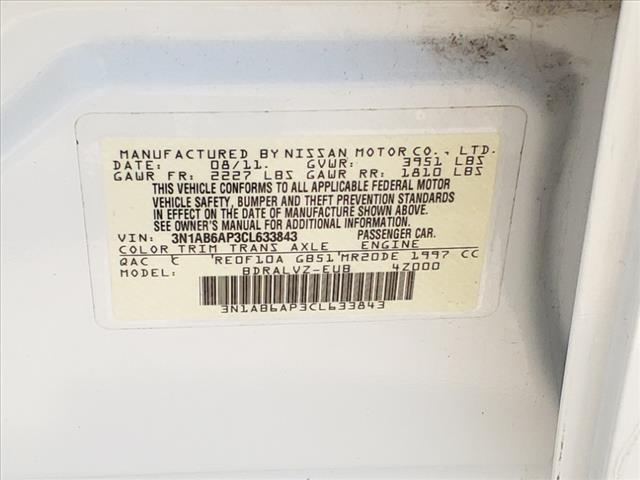 MANUFACTURED BY NISSAN MOTOR CO., LTD.
DATE: 08/11. GVWR: 3951 LBS
GAWR FR: 2227 LBS GAWR RR: 1810 LBS
THIS VEHICLE CONFORMS TO ALL APPLICABLE FEDERAL MOTOR
VEHICLE SAFETY, BUMPER AND THEFT PREVENTION STANDARDS
IN EFFECT ON THE DATE OF MANUFACTURE SHOWN ABOVE.
SEE OWNER'S MANUAL FOR ADDITIONAL INFORMATION.
VIN: 3N1AB6AP3CL633843 PASSENGER CAR.
COLOR TRIM TRANS AXLE ENGINE
QAC C 'RE0F10A GB51'MR20DE 1997 CC
MODEL: BDRALVZ-EUB 4Z000
3N1AB6AP3CL633843